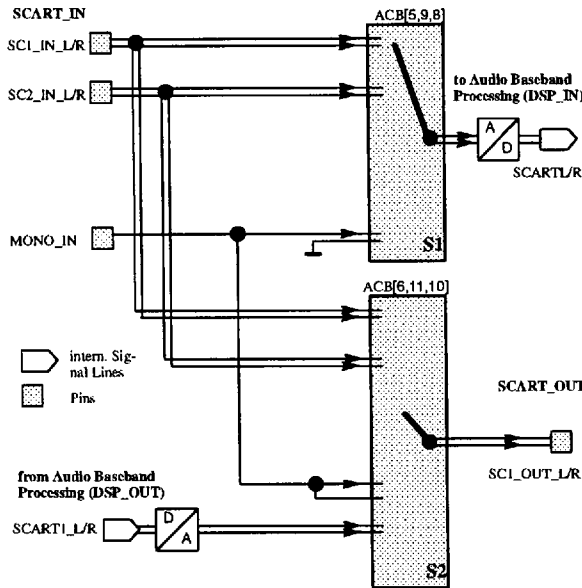 SCART_IN
ACB[5,9,8]
SC1_IN_L/R
SC2_IN_L/R
to Audio Baseband
Processing (DSP_IN)
A
D
SCARTL/R
MONO_IN
S1
ACB[6,11,10]
intern. Sig-
nal Lines
Pins
SCART_OUT
SC1_OUT_L/R
from Audio Baseband
Processing (DSP_OUT)
SCART1_L/R
D
A
S2